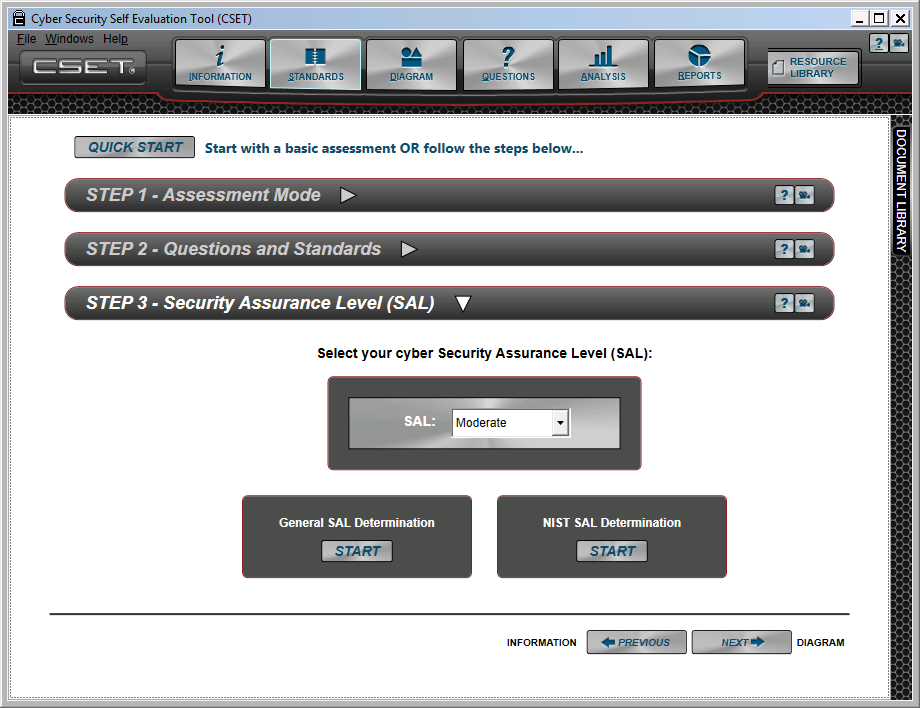 Cyber Security Self Evaluation Tool (CSET)
File Windows Help
CSET
INFORMATION
STANDARDS
DIAGRAM
QUESTIONS
ANALYSIS
REPORTS
RESOURCE
LIBRARY
DOCUMENT LIBRARY
QUICK START Start with a basic assessment OR follow the steps below...
STEP 1 - Assessment Mode
STEP 2 - Questions and Standards
STEP 3 - Security Assurance Level (SAL)
Select your cyber Security Assurance Level (SAL):
SAL: Moderate
General SAL Determination
START
NIST SAL Determination
START
INFORMATION PREVIOUS NEXT DIAGRAM